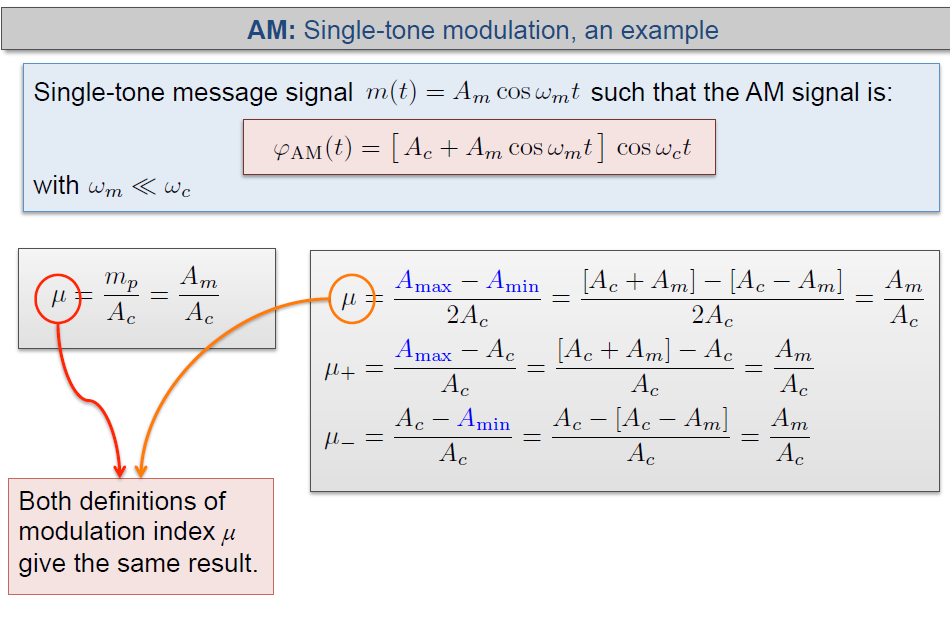 AM: Single-tone modulation, an example
Single-tone message signal m(t) = A_m cos ω_m t such that the AM signal is:
φ_AM(t) = [ A_c + A_m cos ω_m t ] cos ω_c t
with ω_m ≪ ω_c
μ = m_p / A_c = A_m / A_c
μ = (A_max − A_min) / 2A_c = ([A_c + A_m] − [A_c − A_m]) / 2A_c = A_m / A_c
μ_+ = (A_max − A_c) / A_c = ([A_c + A_m] − A_c) / A_c = A_m / A_c
μ_− = (A_c − A_min) / A_c = (A_c − [A_c − A_m]) / A_c = A_m / A_c
Both definitions of
modulation index μ
give the same result.